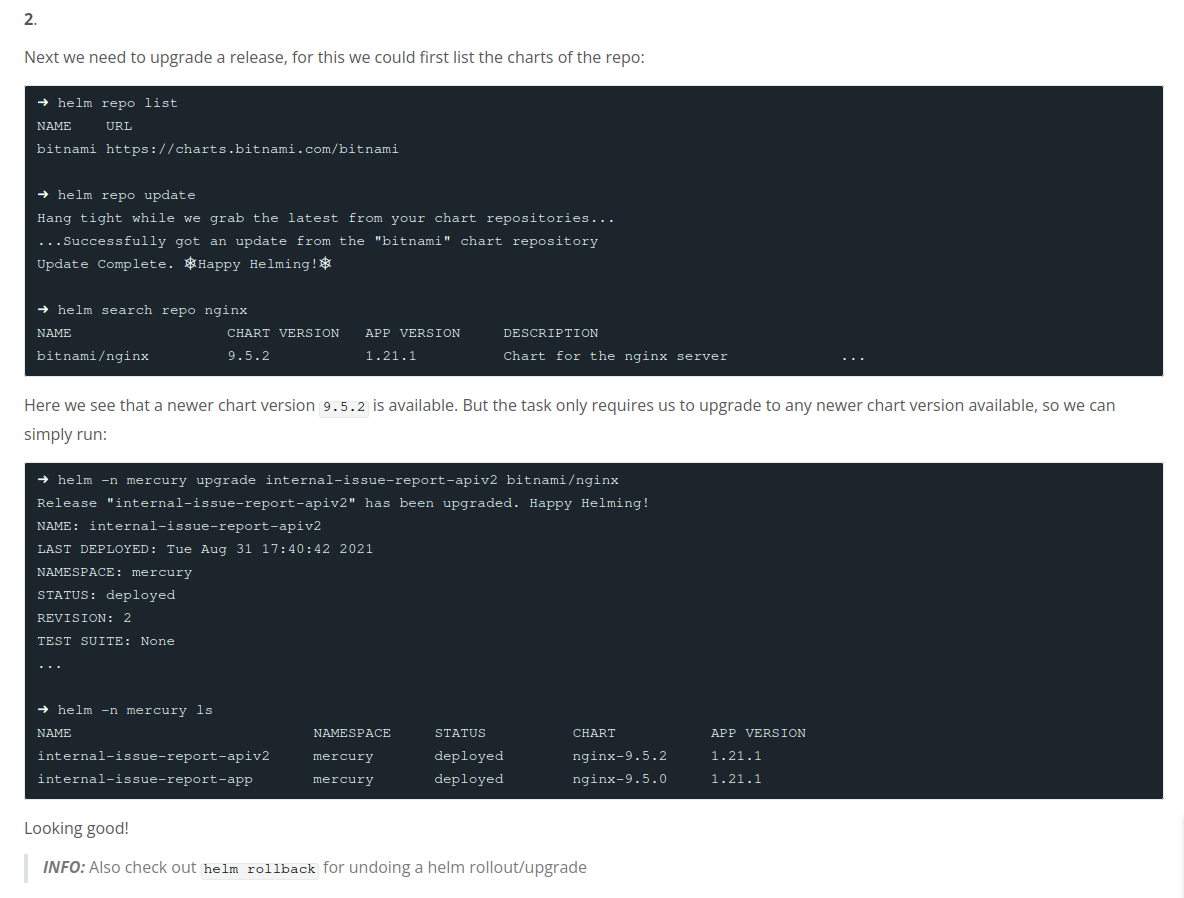 2.
Next we need to upgrade a release, for this we could first list the charts of the repo:
➜ helm repo list
NAME    URL
bitnami https://charts.bitnami.com/bitnami
➜ helm repo update
Hang tight while we grab the latest from your chart repositories...
...Successfully got an update from the "bitnami" chart repository
Update Complete. ⎈Happy Helming!⎈
➜ helm search repo nginx
NAME                  CHART VERSION   APP VERSION     DESCRIPTION
bitnami/nginx         9.5.2           1.21.1          Chart for the nginx server             ...
Here we see that a newer chart version 9.5.2 is available. But the task only requires us to upgrade to any newer chart version available, so we can
simply run:
➜ helm -n mercury upgrade internal-issue-report-apiv2 bitnami/nginx
Release "internal-issue-report-apiv2" has been upgraded. Happy Helming!
NAME: internal-issue-report-apiv2
LAST DEPLOYED: Tue Aug 31 17:40:42 2021
NAMESPACE: mercury
STATUS: deployed
REVISION: 2
TEST SUITE: None
...
➜ helm -n mercury ls
NAME                            NAMESPACE     STATUS          CHART           APP VERSION
internal-issue-report-apiv2     mercury       deployed        nginx-9.5.2     1.21.1
internal-issue-report-app       mercury       deployed        nginx-9.5.0     1.21.1
Looking good!
INFO: Also check out helm rollback for undoing a helm rollout/upgrade